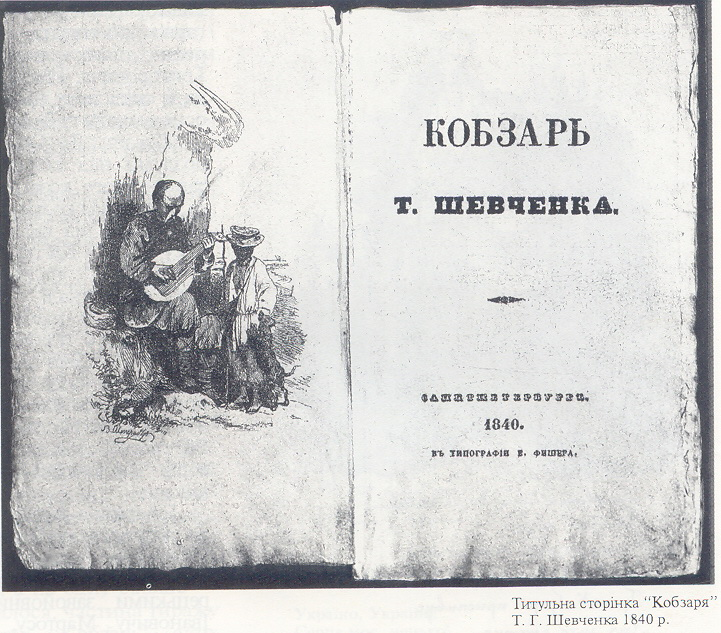 КОБЗАРЬ
Т. ШЕВЧЕНКА.
САНКТПЕТЕРБУРГЪ.
1840.
ВЪ ТИПОГРАФІИ Е. ФИШЕРА.
Титульна сторінка “Кобзаря”
Т. Г. Шевченка 1840 р.